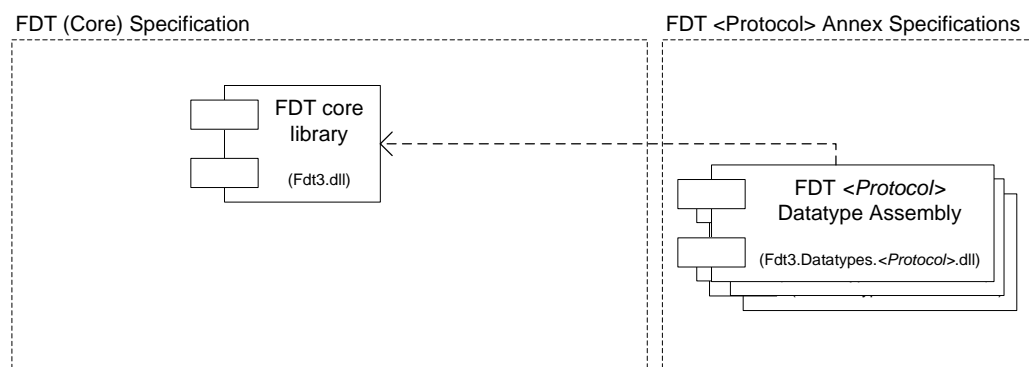 FDT (Core) Specification
FDT <Protocol> Annex Specifications
FDT core
library
(Fdt3.dll)
FDT <Protocol>
Datatype Assembly
(Fdt3.Datatypes.<Protocol>.dll)